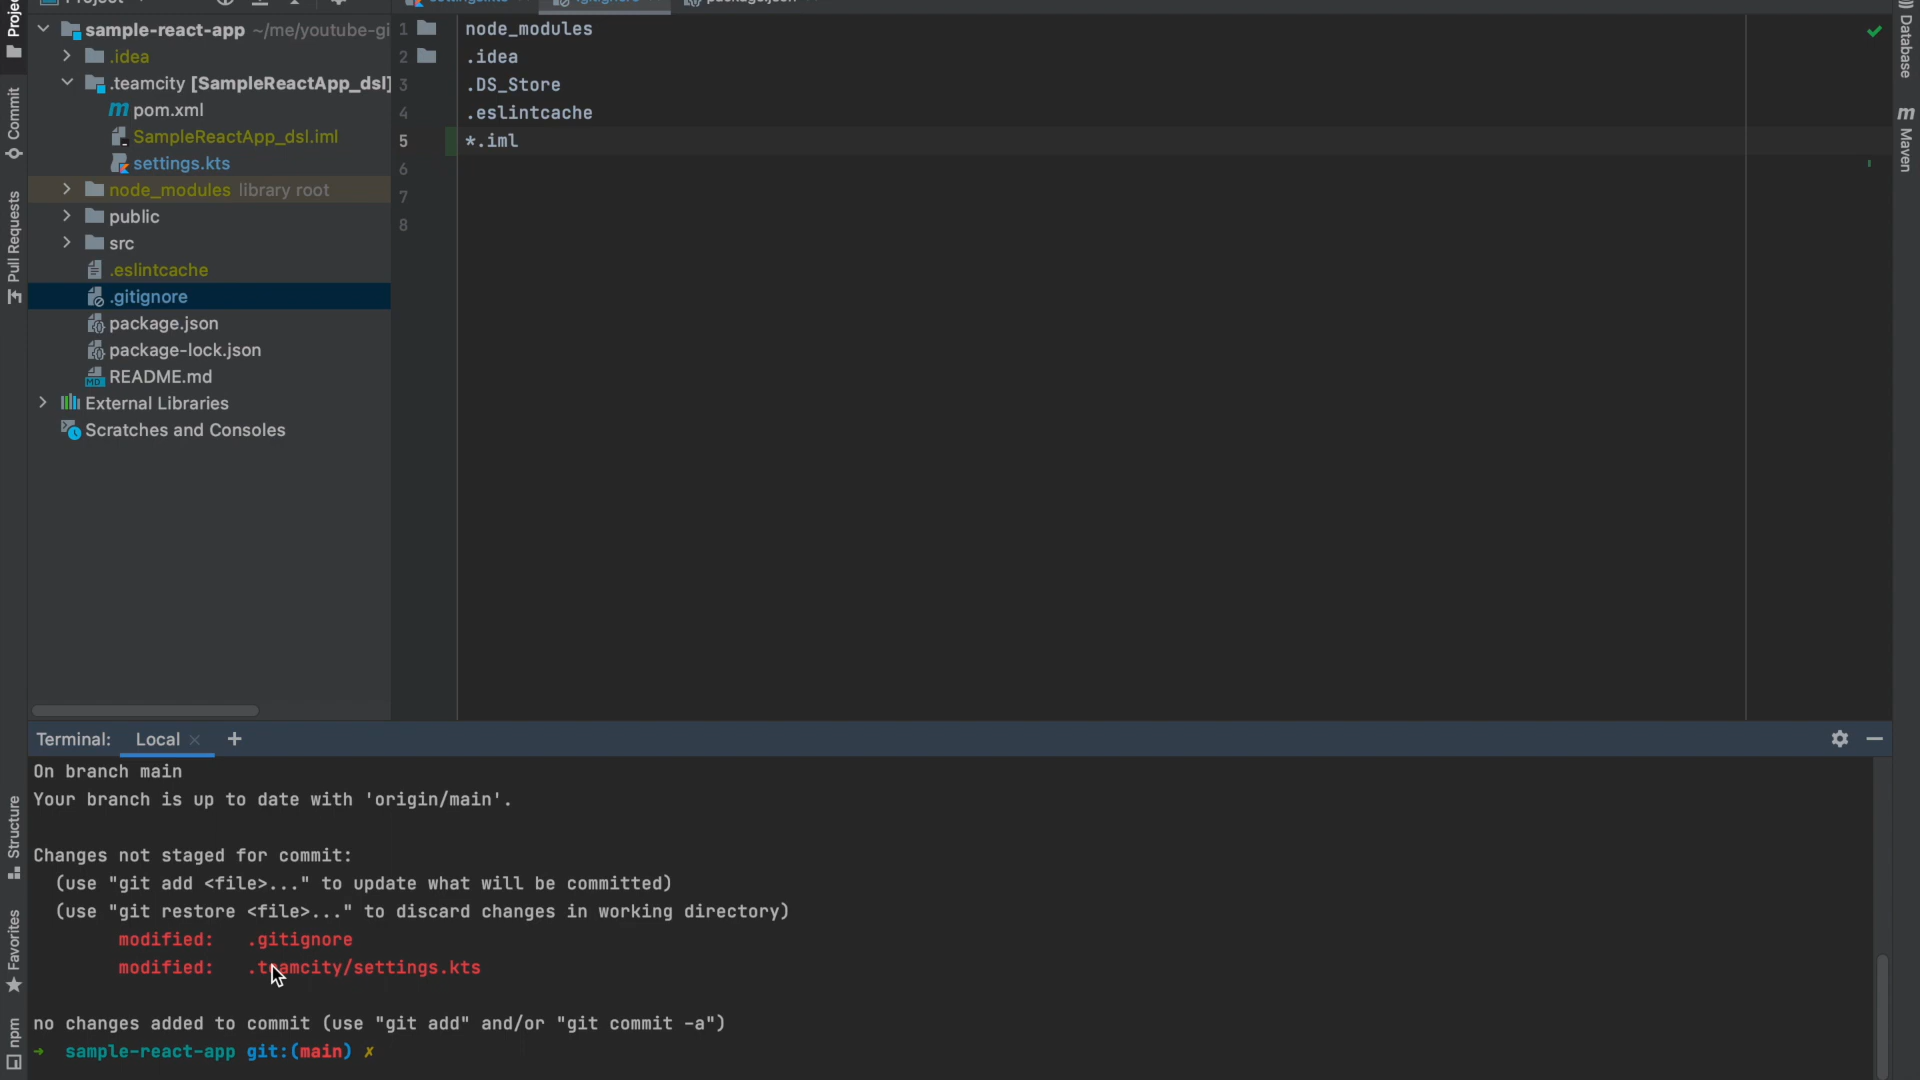 Project
sample-react-app ~/me/youtube-gi
.idea
.teamcity [SampleReactApp_dsl]
pom.xml
SampleReactApp_dsl.iml
settings.kts
node_modules library root
public
src
.eslintcache
.gitignore
package.json
package-lock.json
README.md
External Libraries
Scratches and Consoles
Commit
Pull Requests
Structure
Favorites
npm
settings.kts
.gitignore
package.json
1 node_modules
2 .idea
3 .DS_Store
4 .eslintcache
5 *.iml
6
7
8
Database
m Maven
Terminal: Local
On branch main
Your branch is up to date with 'origin/main'.
Changes not staged for commit:
(use "git add <file>..." to update what will be committed)
(use "git restore <file>..." to discard changes in working directory)
modified: .gitignore
modified: .teamcity/settings.kts
no changes added to commit (use "git add" and/or "git commit -a")
→ sample-react-app git:(main) ✗